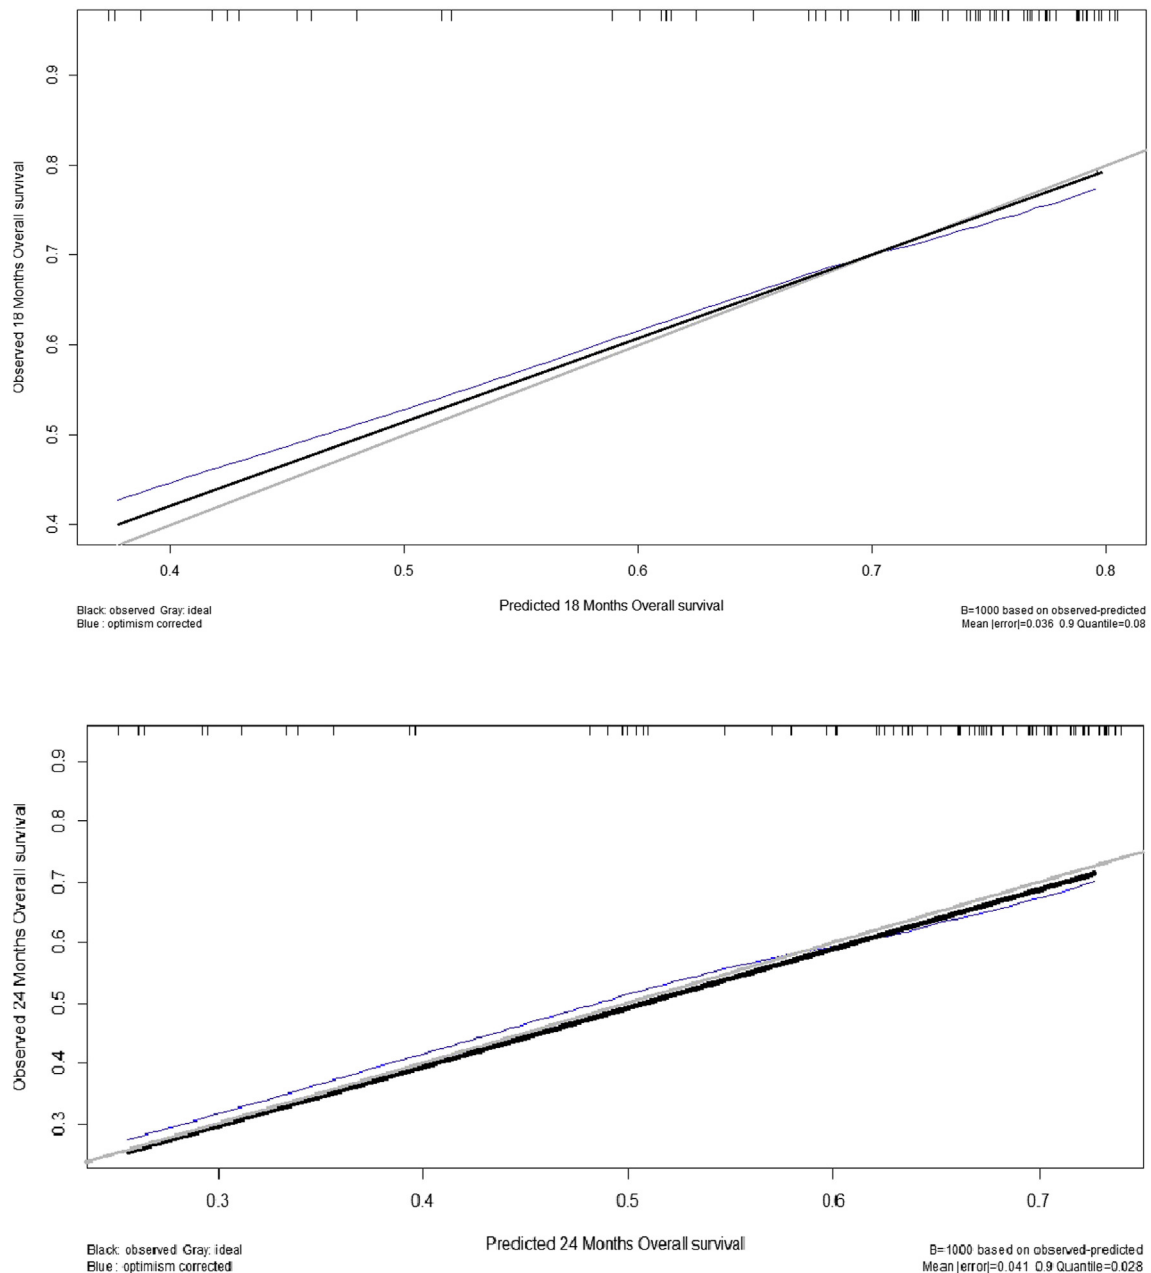 0.9
0.8
0.7
0.6
0.5
0.4
Observed 18 Months Overall survival
0.4 0.5 0.6 0.7 0.8
Predicted 18 Months Overall survival
Black: observed Gray: ideal
Blue : optimism corrected
B=1000 based on observed-predicted
Mean |error|=0.036 0.9 Quantile=0.08
0.9
0.8
0.7
0.6
0.5
0.4
0.3
Observed 24 Months Overall survival
0.3 0.4 0.5 0.6 0.7
Predicted 24 Months Overall survival
Black: observed Gray: ideal
Blue : optimism corrected
B=1000 based on observed-predicted
Mean |error|=0.041 0.9 Quantile=0.028